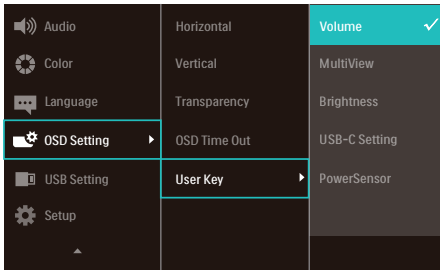 Audio
Color
Language
OSD Setting
USB Setting
Setup
Horizontal
Vertical
Transparency
OSD Time Out
User Key
Volume
MultiView
Brightness
USB-C Setting
PowerSensor